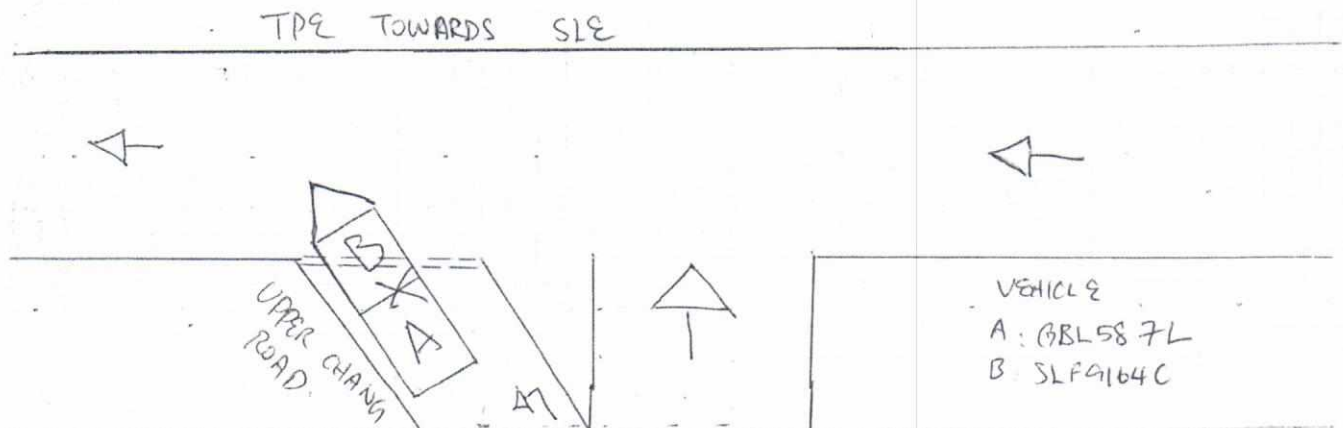 TPE TOWARDS SLE
B
A
UPPER CHANG
ROAD.
VEHICLE
A: GBL587L
B: SLF9164C